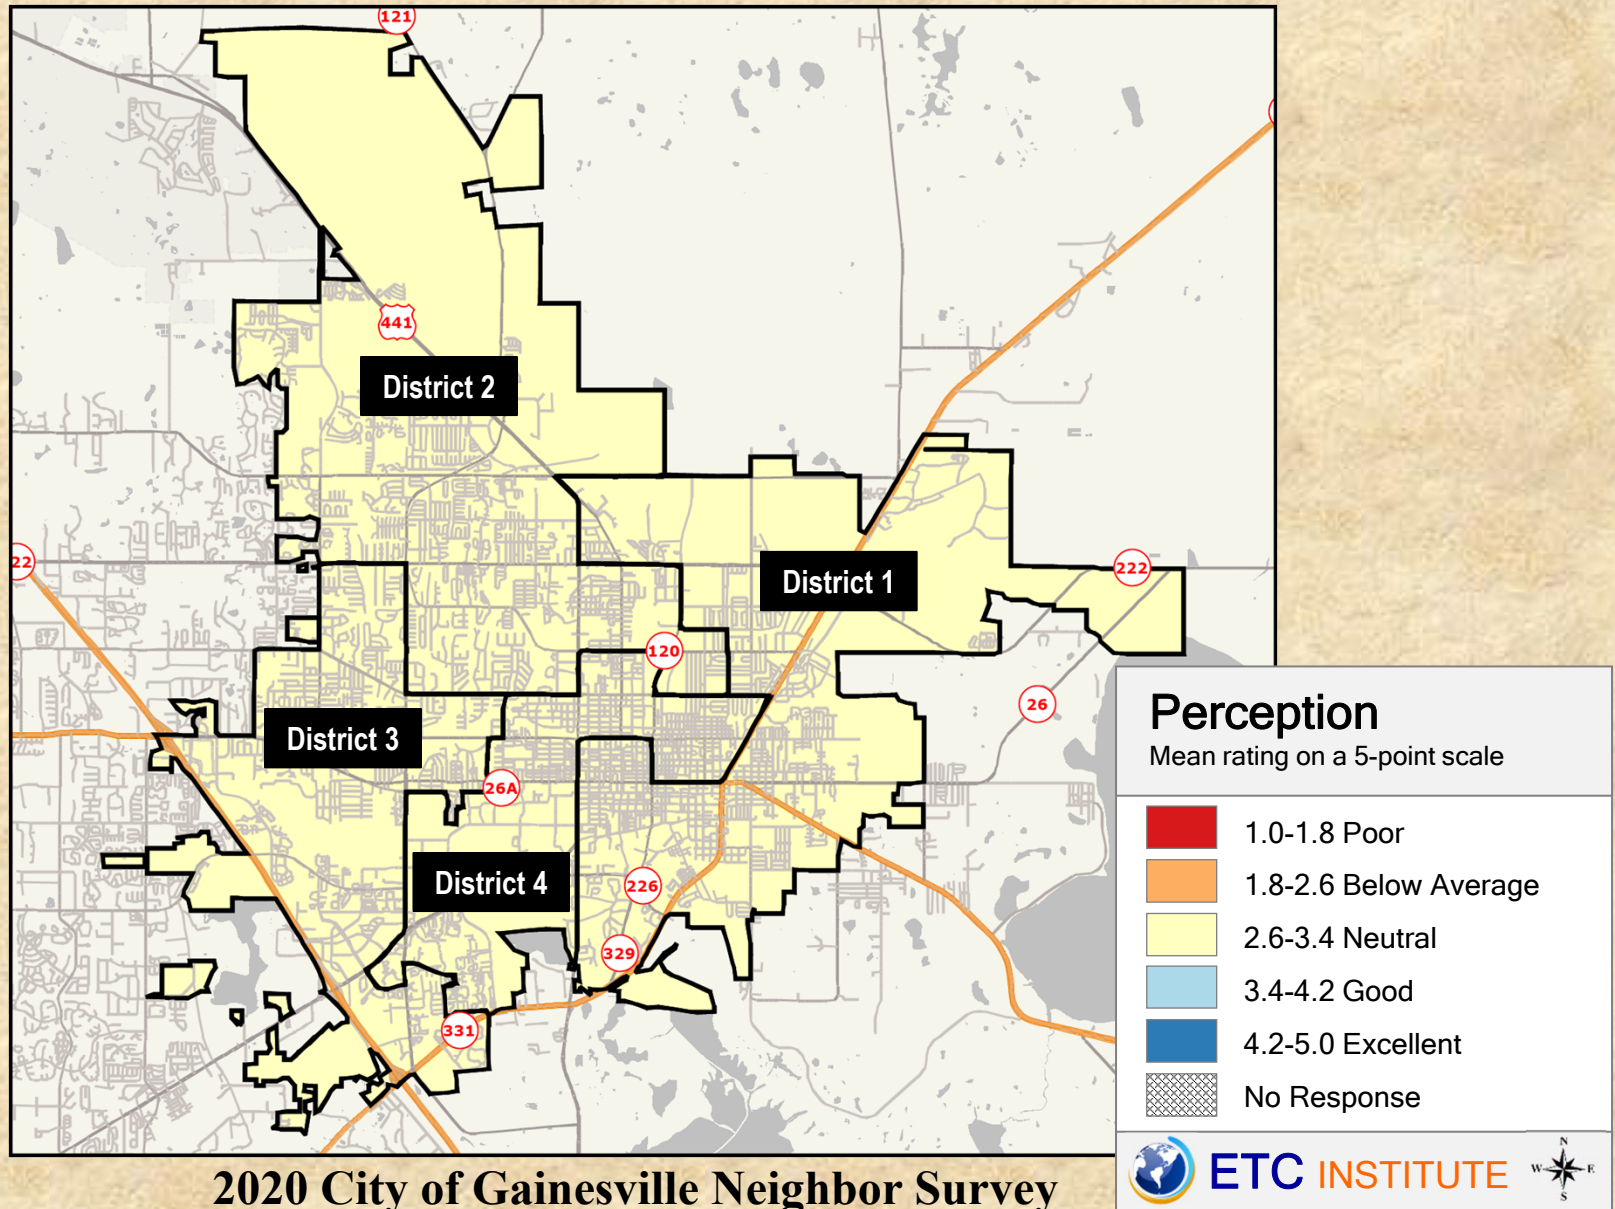 121
441
District 2
District 1
22
222
120
26
District 3
26A
District 4
226
329
331
Perception
Mean rating on a 5-point scale
1.0-1.8 Poor
1.8-2.6 Below Average
2.6-3.4 Neutral
3.4-4.2 Good
4.2-5.0 Excellent
No Response
ETC INSTITUTE
N
W E
S
2020 City of Gainesville Neighbor Survey